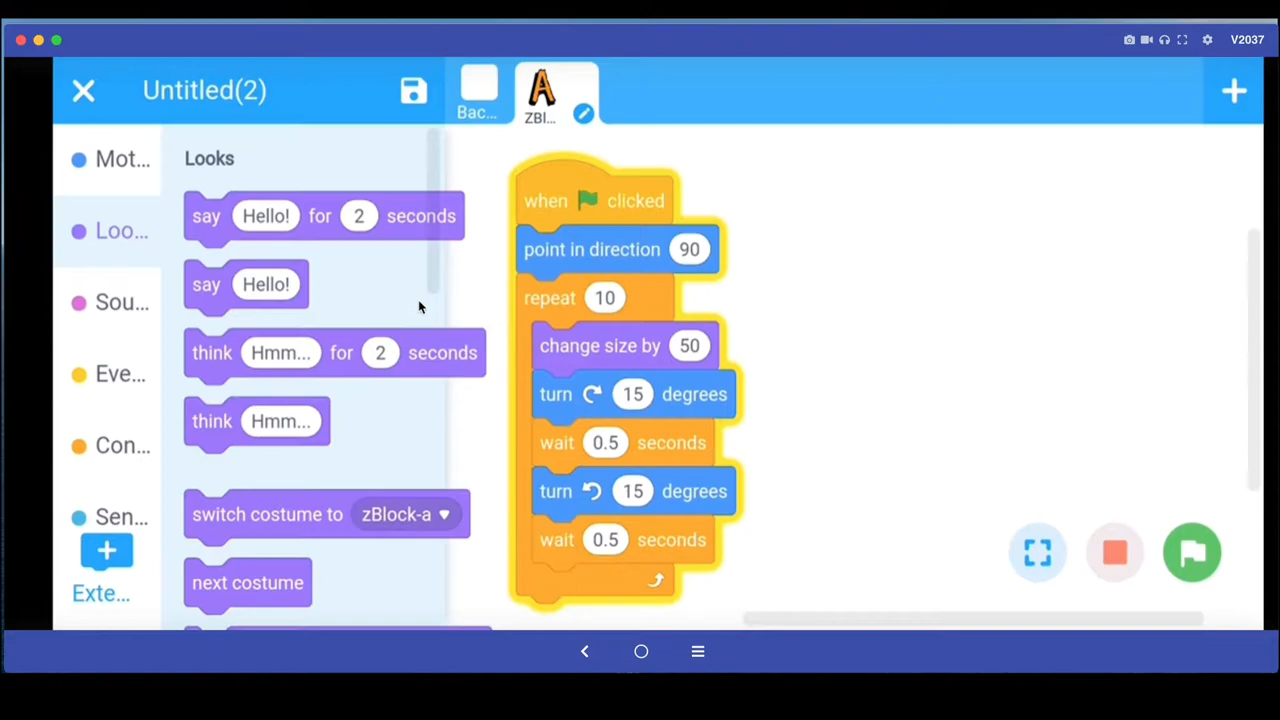 V2037
Untitled(2)
Bac...
ZBl...
Mot...
Loo...
Sou...
Eve...
Con...
Sen...
Exte...
Looks
say Hello! for 2 seconds
say Hello!
think Hmm... for 2 seconds
think Hmm...
switch costume to zBlock-a
next costume
when clicked
point in direction 90
repeat 10
change size by 50
turn 15 degrees
wait 0.5 seconds
turn 15 degrees
wait 0.5 seconds